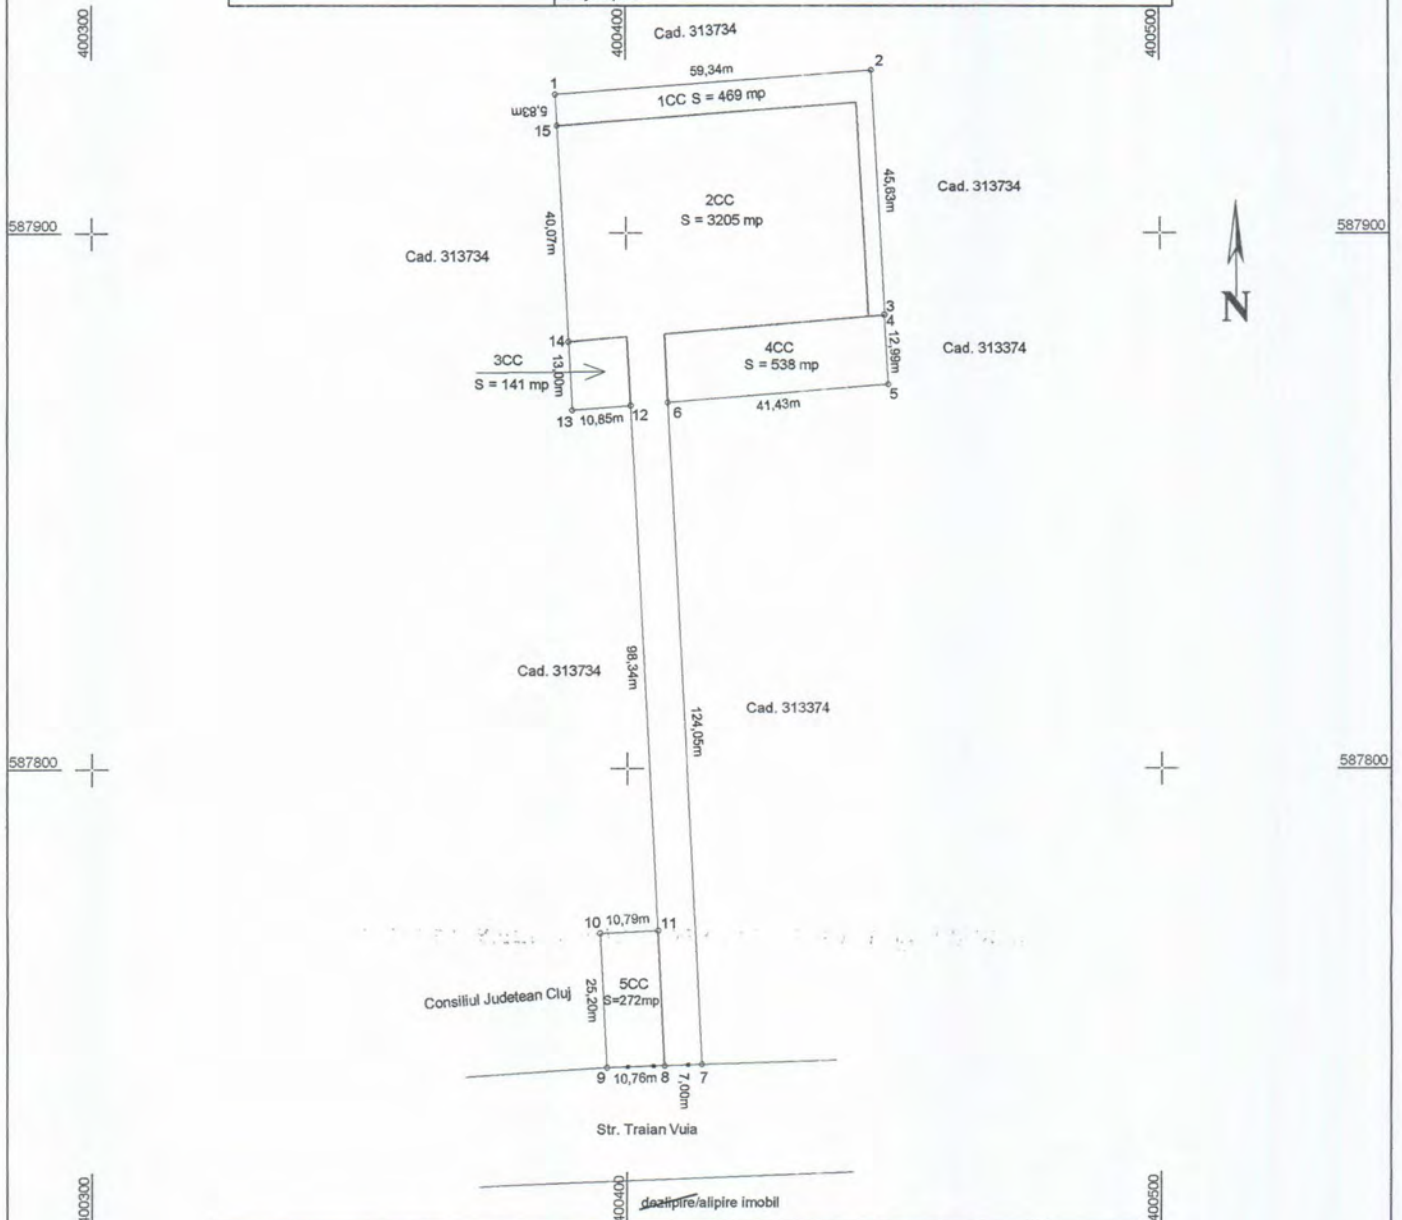 400300
400400
400500
Cad. 313734
1
59,34m
2
1CC S = 469 mp
5,83m
15
2CC
S = 3205 mp
45,63m
Cad. 313734
587900
40,07m
587900
Cad. 313734
N
3
4
14
3CC
S = 141 mp
13,00m
4CC
S = 538 mp
12,99m
Cad. 313374
5
13
10,85m
12
6
41,43m
Cad. 313734
98,34m
124,05m
Cad. 313374
587800
587800
10
10,79m
11
Consiliul Judetean Cluj
25,20m
5CC
S=272mp
9
10,76m
8
7,00m
7
Str. Traian Vuia
400300
400400
400500
dezlipire/alipire imobil